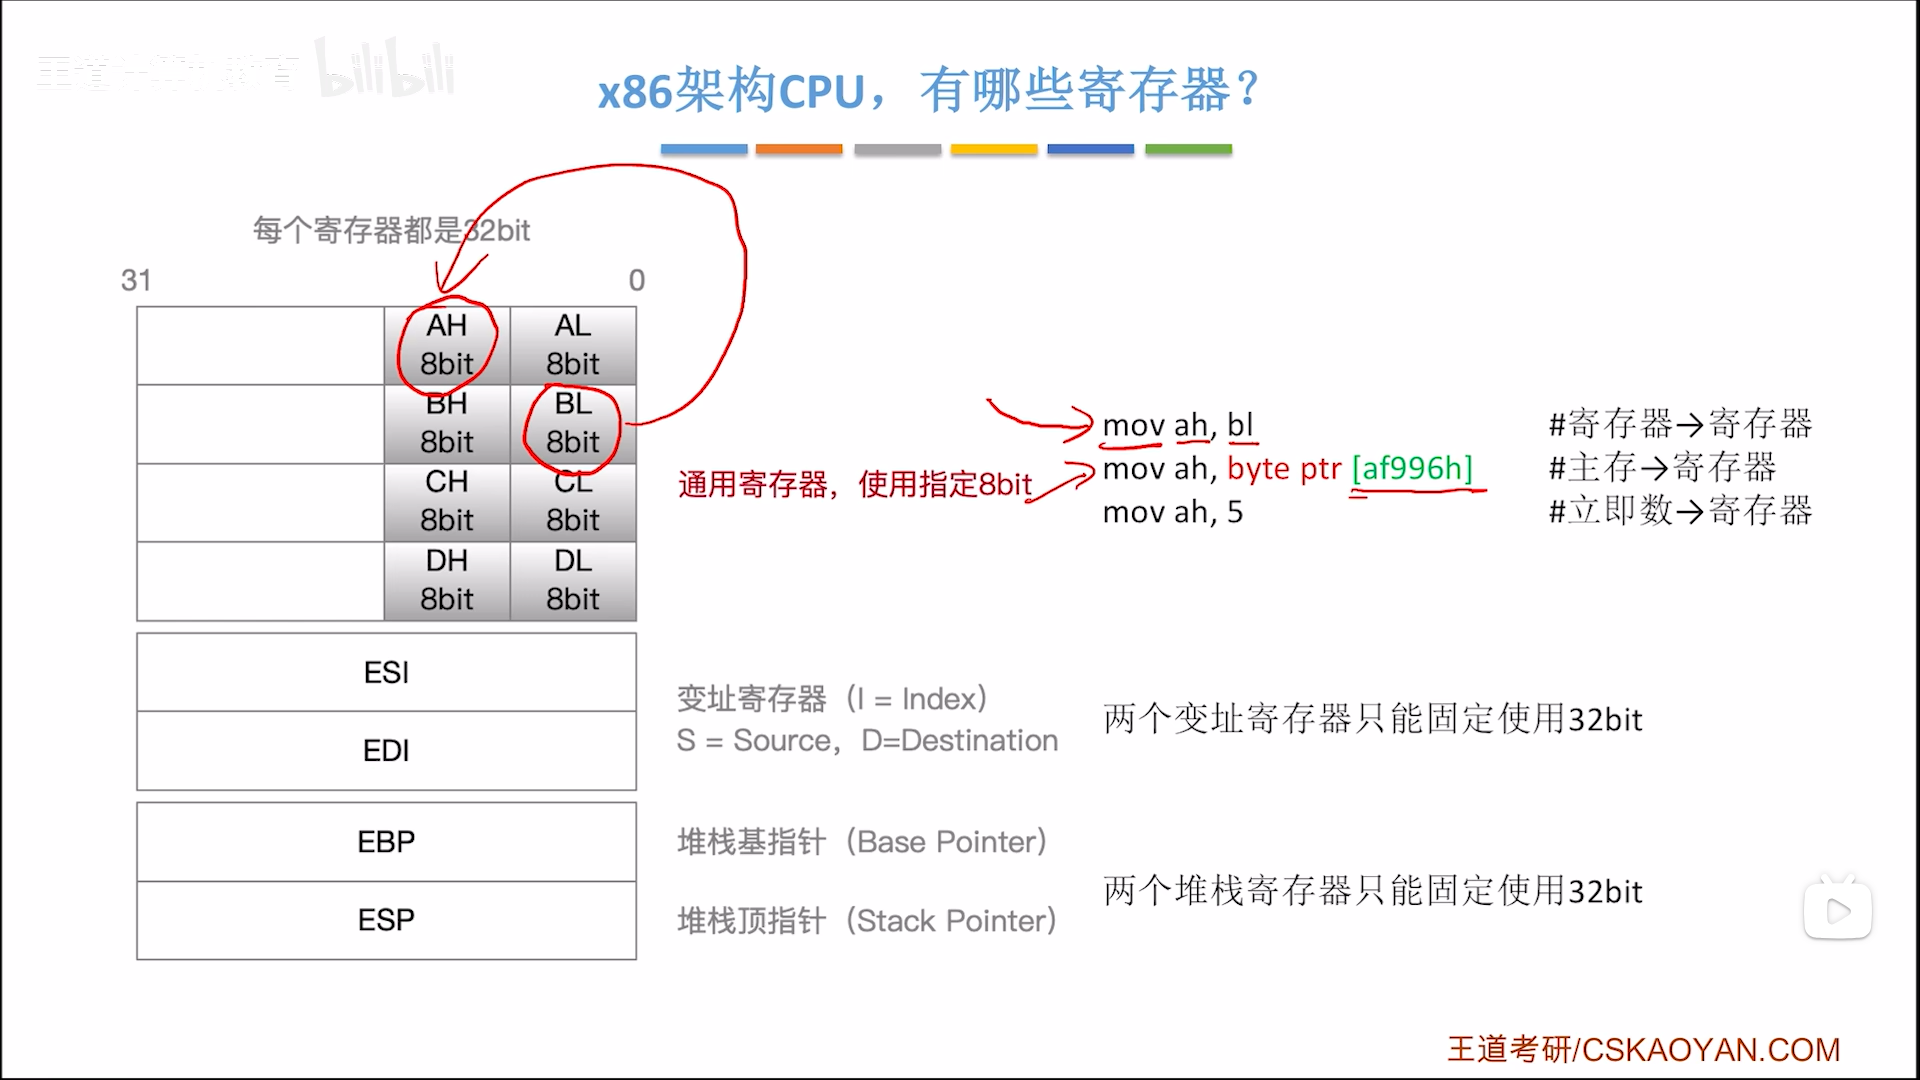 bilibili
x86架构CPU，有哪些寄存器？
每个寄存器都是32bit
31 0
AH AL
8bit 8bit
BH BL
8bit 8bit
CH CL
8bit 8bit
DH DL
8bit 8bit
通用寄存器，使用指定8bit
mov ah, bl #寄存器→寄存器
mov ah, byte ptr [af996h] #主存→寄存器
mov ah, 5 #立即数→寄存器
ESI
EDI
变址寄存器（I = Index）
S = Source，D=Destination
两个变址寄存器只能固定使用32bit
EBP
ESP
堆栈基指针（Base Pointer）
堆栈顶指针（Stack Pointer）
两个堆栈寄存器只能固定使用32bit
王道考研/CSKAOYAN.COM